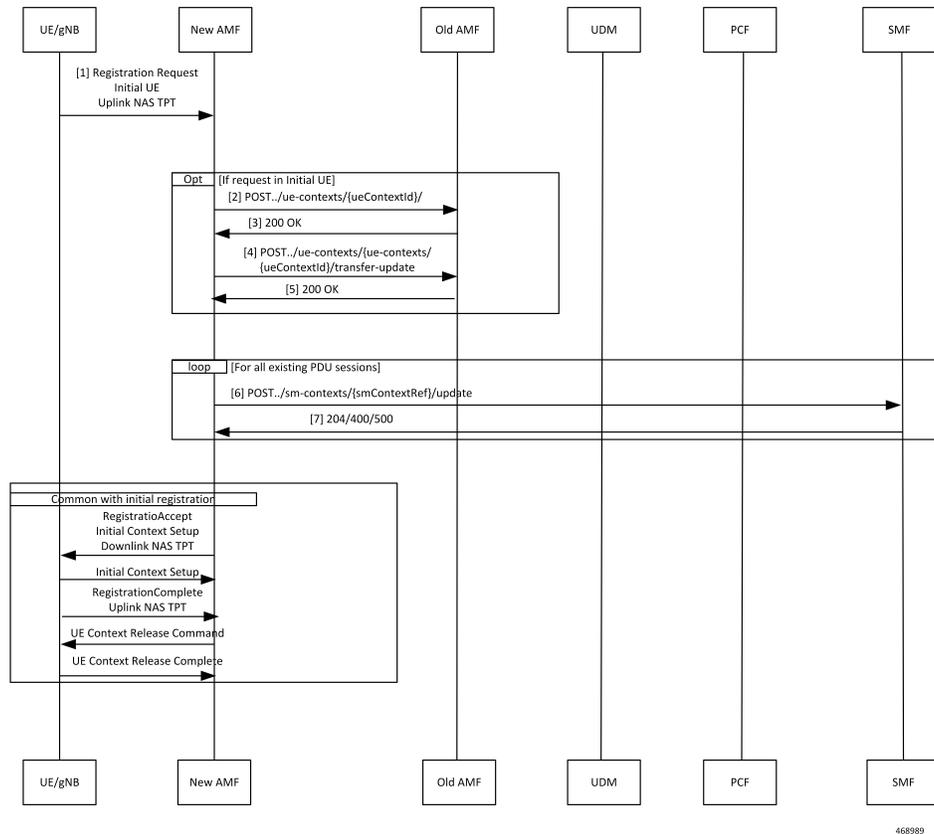 UE/gNB
New AMF
Old AMF
UDM
PCF
SMF
[1] Registration Request
Initial UE
Uplink NAS TPT
Opt
[If request in Initial UE]
[2] POST../ue-contexts/{ueContextId}/
[3] 200 OK
[4] POST../ue-contexts/{ue-contexts/
{ueContextId}/transfer-update
[5] 200 OK
loop
[For all existing PDU sessions]
[6] POST../sm-contexts/{smContextRef}/update
[7] 204/400/500
Common with initial registration
RegistratioAccept
Initial Context Setup
Downlink NAS TPT
Initial Context Setup
RegistrationComplete
Uplink NAS TPT
UE Context Release Command
UE Context Release Complete
UE/gNB
New AMF
Old AMF
UDM
PCF
SMF
468989